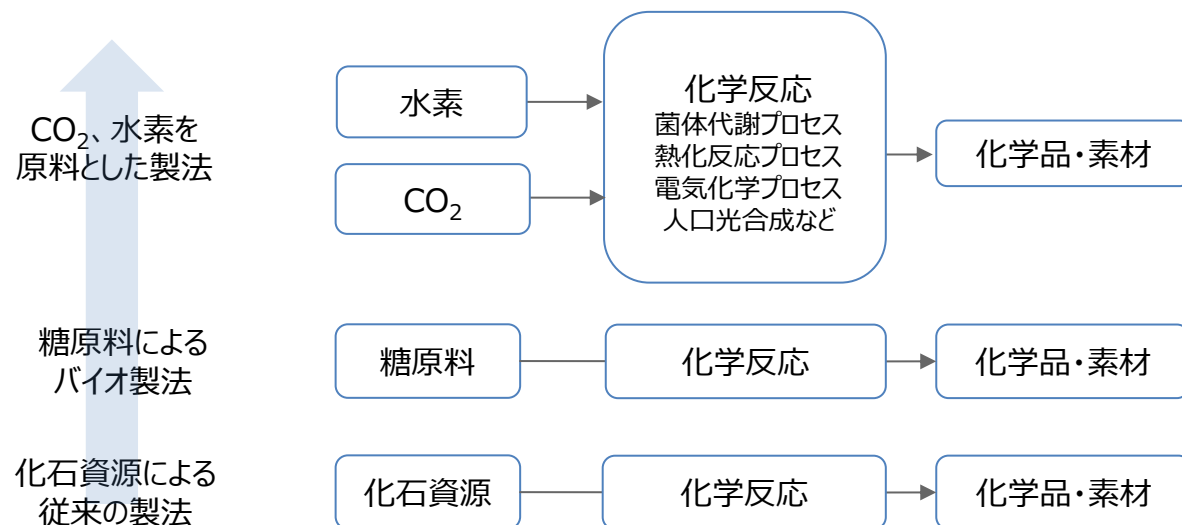 CO₂、水素を
原料とした製法
水素
CO₂
化学反応
菌体代謝プロセス
熱化反応プロセス
電気化学プロセス
人口光合成など
化学品・素材
糖原料による
バイオ製法
糖原料
化学反応
化学品・素材
化石資源による
従来の製法
化石資源
化学反応
化学品・素材